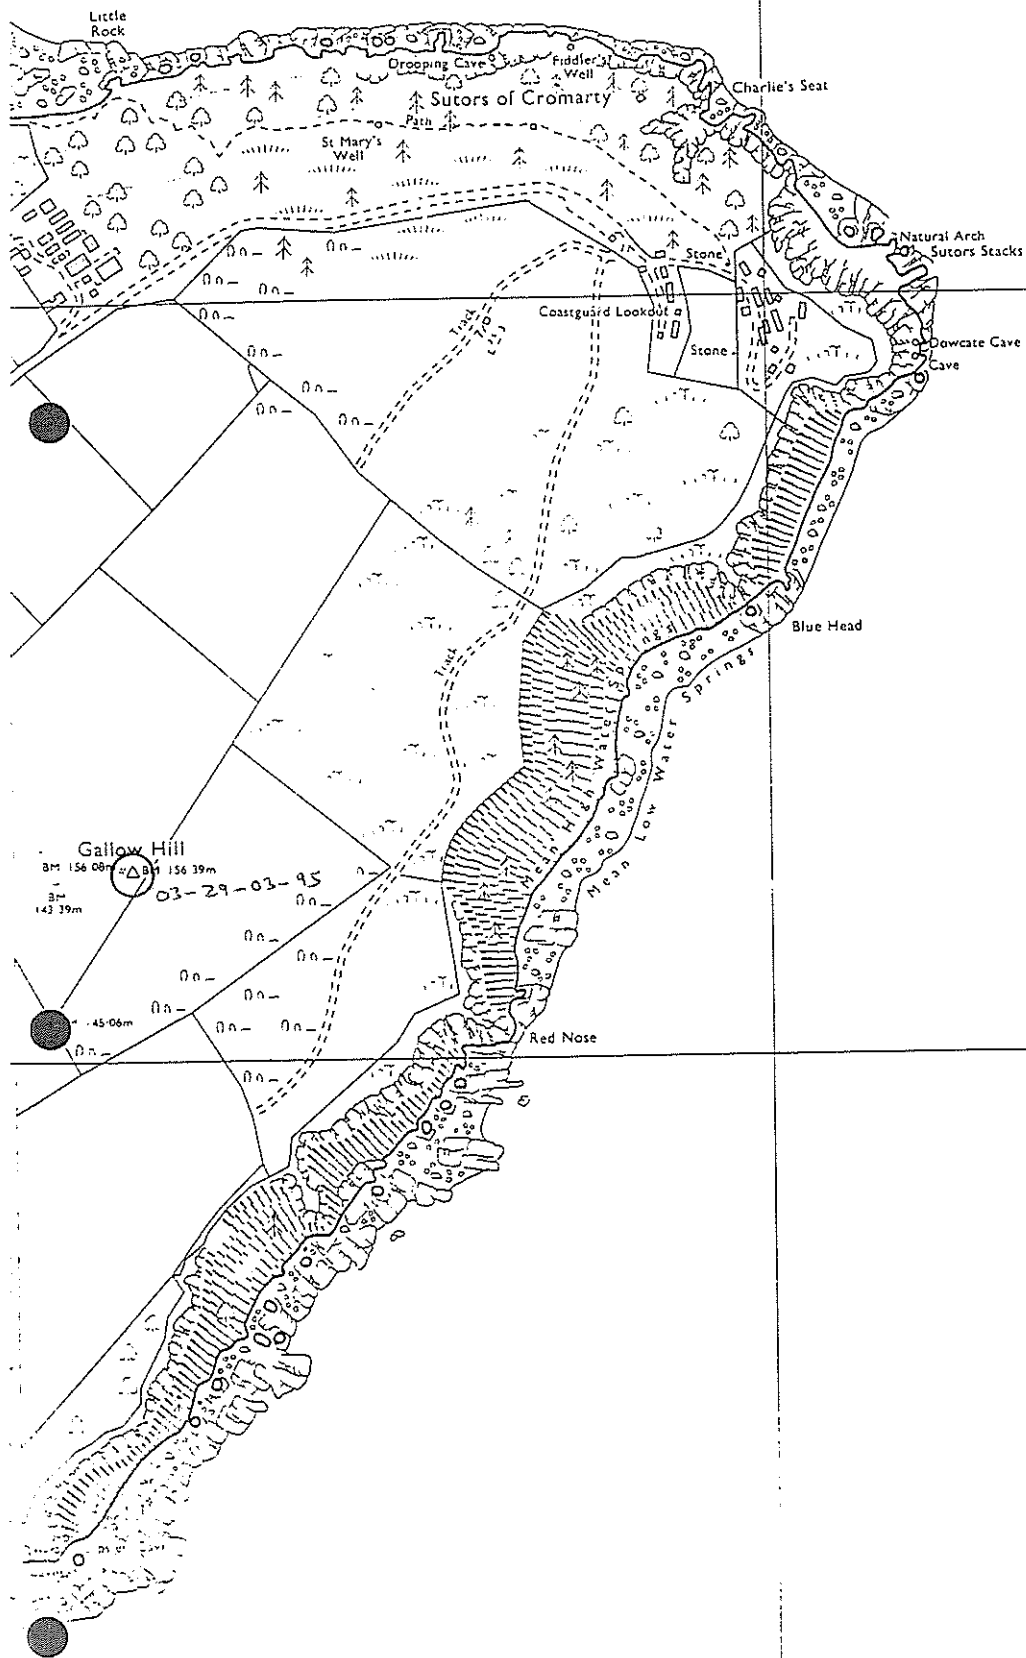 Little
Rock
Drooping Cave
Fiddler's
Well
Charlie's Seat
Sutors of Cromarty
Path
St Mary's
Well
Natural Arch
Sutors Stacks
Stone
Track
Coastguard Lookout
Stone
Dowcate Cave
Cave
Blue Head
Track
Mean High Water Springs
Mean Low Water Springs
Gallow Hill
BM 156 08m
BM 156 39m
03-29-03-95
BM
143 39m
45·06m
Red Nose